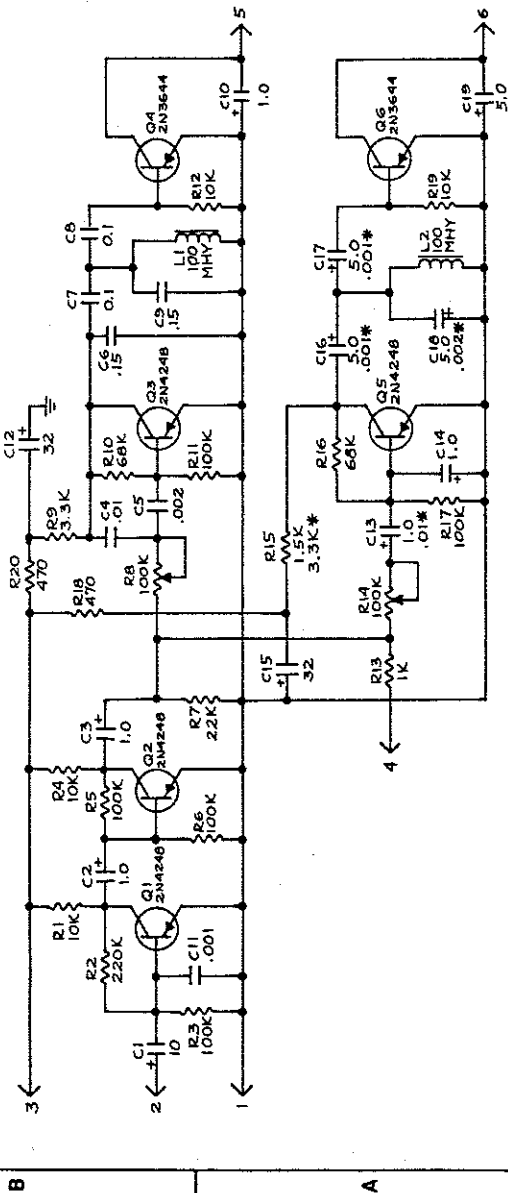 B
A
3
2
1
4
5
6
C1
10
+
R3
100K
R2
220K
R1
10K
C11
.001
Q1
2N4248
C2
1.0
+
R4
10K
R5
100K
R6
100K
Q2
2N4248
C3
1.0
+
R7
22K
R20
470
R18
470
C12
32
+
R9
3.3K
C4
.01
R8
100K
C5
.002
R10
68K
R11
100K
Q3
2N4248
C6
.15
C7
0.1
C8
0.1
C9
.15
L1
100
MHY
R12
10K
Q4
2N3644
C10
1.0
+
C15
32
+
R15
1.5K
3.3K*
R13
1K
R14
100K
C13
1.0
.01*
+
R17
100K
C14
1.0
+
R16
68K
Q5
2N4248
C16
5.0
.001*
+
C17
5.0
.001*
+
C18
5.0
.002*
+
L2
100
MHY
R19
10K
Q6
2N3644
C19
5.0
+